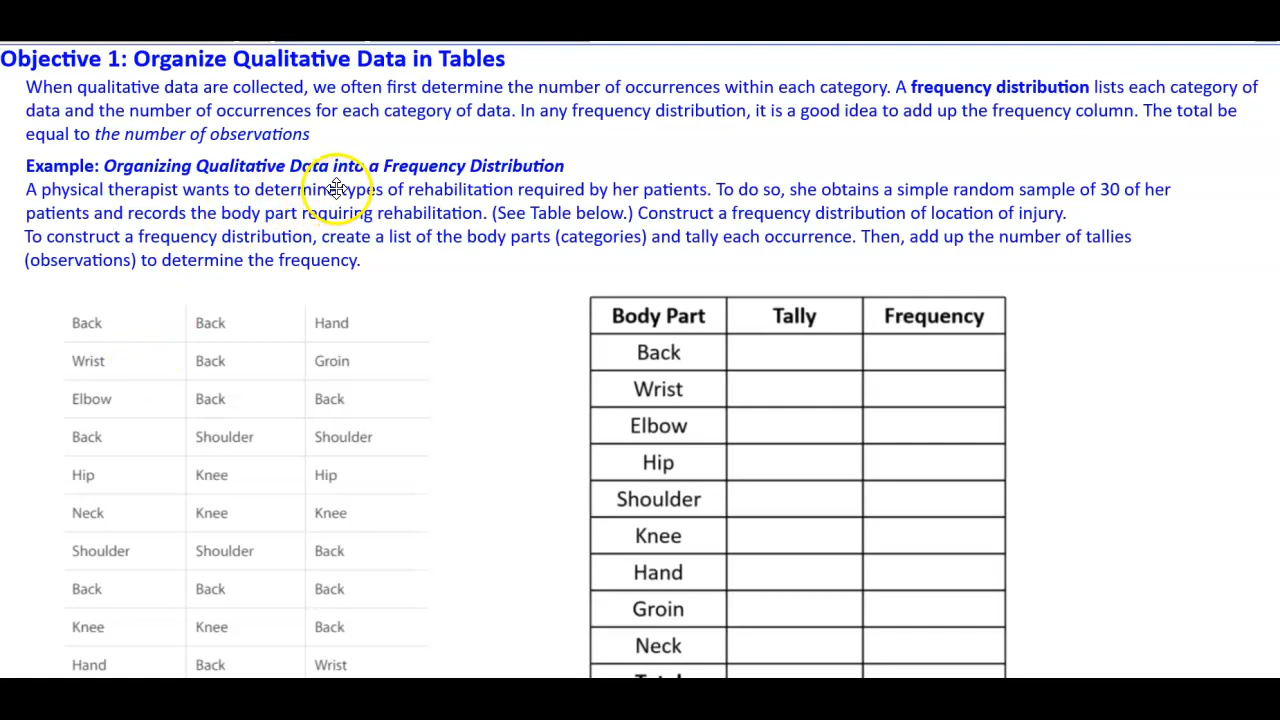 Objective 1: Organize Qualitative Data in Tables
When qualitative data are collected, we often first determine the number of occurrences within each category. A frequency distribution lists each category of
data and the number of occurrences for each category of data. In any frequency distribution, it is a good idea to add up the frequency column. The total be
equal to the number of observations
Example: Organizing Qualitative Data into a Frequency Distribution
A physical therapist wants to determine types of rehabilitation required by her patients. To do so, she obtains a simple random sample of 30 of her
patients and records the body part requiring rehabilitation. (See Table below.) Construct a frequency distribution of location of injury.
To construct a frequency distribution, create a list of the body parts (categories) and tally each occurrence. Then, add up the number of tallies
(observations) to determine the frequency.
Back Back Hand
Wrist Back Groin
Elbow Back Back
Back Shoulder Shoulder
Hip Knee Hip
Neck Knee Knee
Shoulder Shoulder Back
Back Back Back
Knee Knee Back
Hand Back Wrist
Body Part Tally Frequency
Back
Wrist
Elbow
Hip
Shoulder
Knee
Hand
Groin
Neck